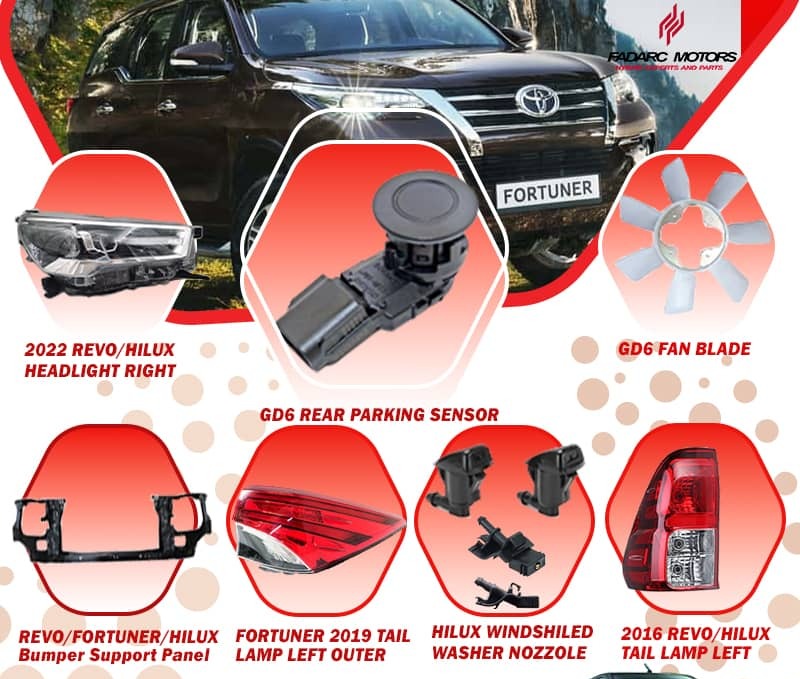 FADARC MOTORS
FORTUNER
2022 REVO/HILUX
HEADLIGHT RIGHT
GD6 FAN BLADE
GD6 REAR PARKING SENSOR
REVO/FORTUNER/HILUX
Bumper Support Panel
FORTUNER 2019 TAIL
LAMP LEFT OUTER
HILUX WINDSHILED
WASHER NOZZOLE
2016 REVO/HILUX
TAIL LAMP LEFT